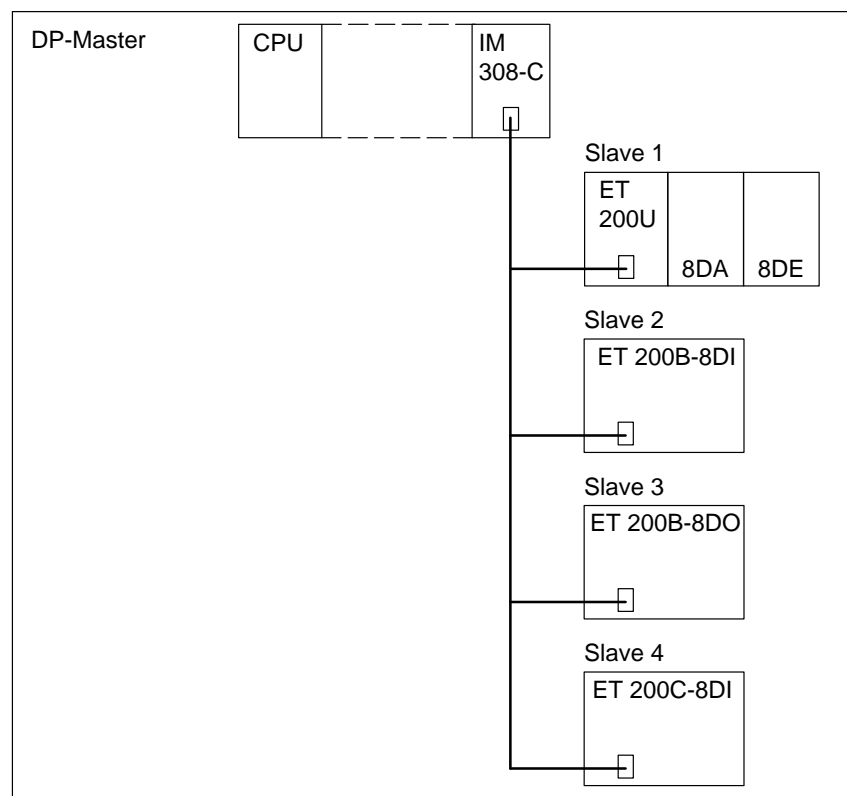 DP-Master
CPU
IM
308-C
Slave 1
ET
200U
8DA
8DE
Slave 2
ET 200B-8DI
Slave 3
ET 200B-8DO
Slave 4
ET 200C-8DI